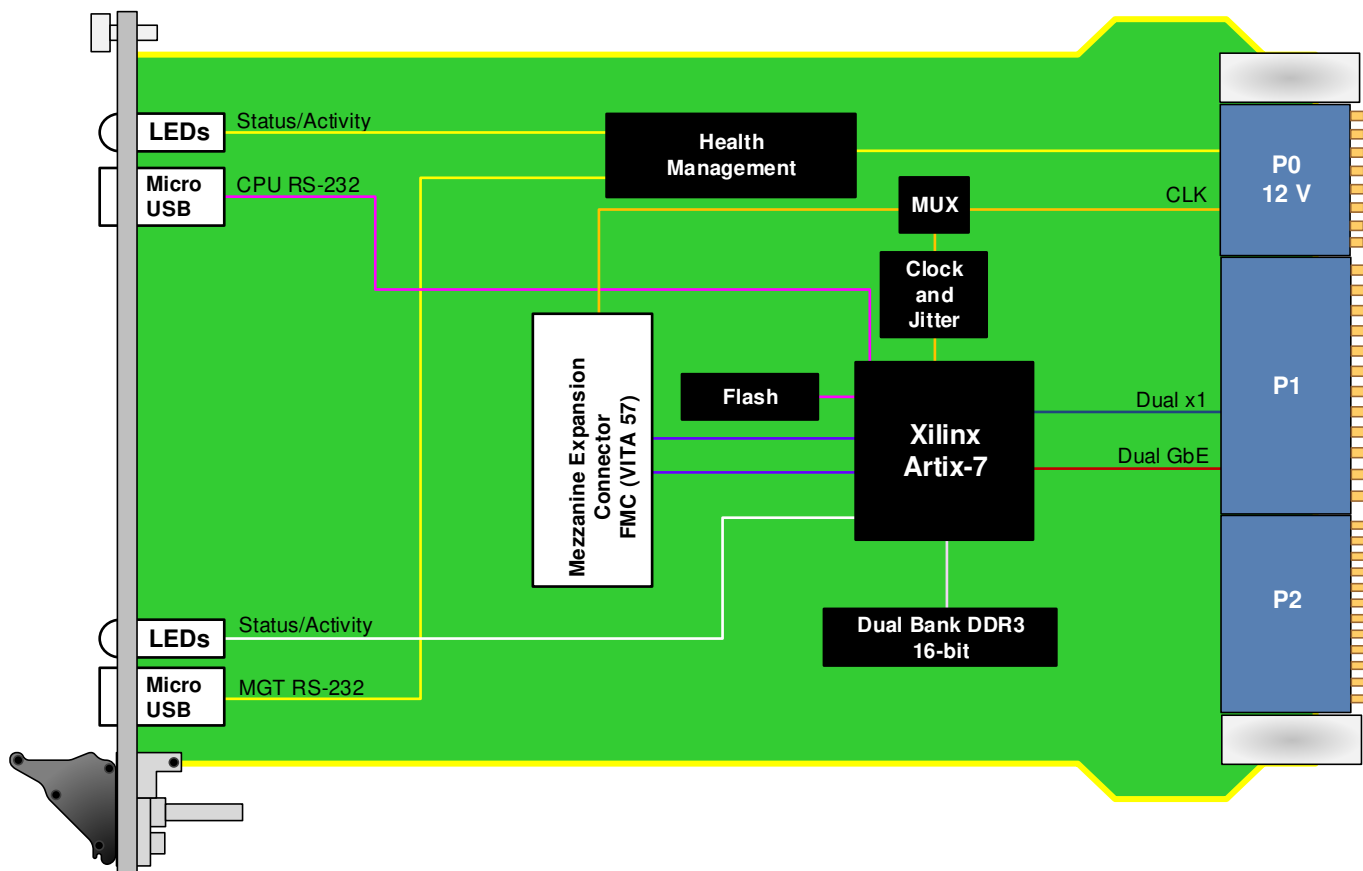 LEDs
Status/Activity
Micro
USB
CPU RS-232
Health
Management
MUX
CLK
P0
12 V
Clock
and
Jitter
Mezzanine Expansion
Connector
FMC (VITA 57)
Flash
Xilinx
Artix-7
Dual x1
Dual GbE
P1
LEDs
Status/Activity
Micro
USB
MGT RS-232
Dual Bank DDR3
16-bit
P2